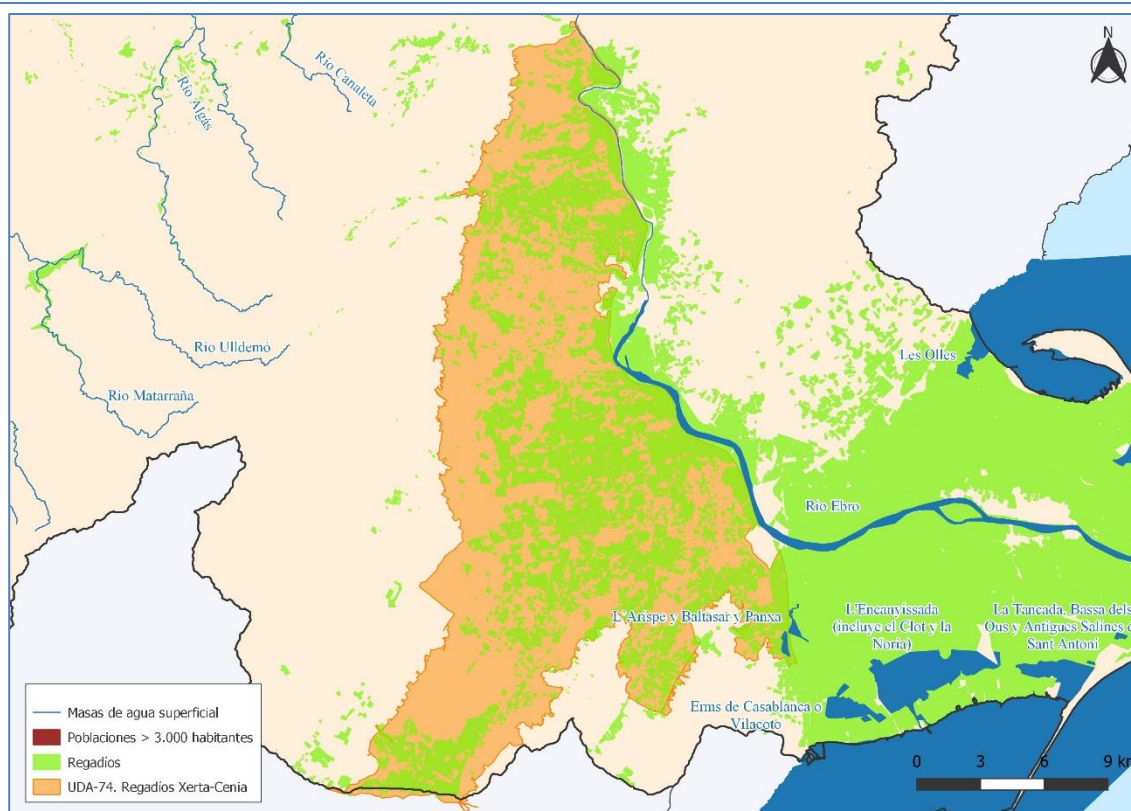 N
Río Canaleta
Río Algás
Río Ulldemó
Río Matarraña
Les Olles
Río Ebro
L'Arispe y Baltasar y Panxa
L'Encanyissada
(incluye el Clot y la
Noria)
La Tancada, Bassa dels
Ous y Antigues Salines de
Sant Antoni
Erms de Casablanca o
Vilacoto
Masas de agua superficial
Poblaciones > 3.000 habitantes
Regadíos
UDA-74. Regadíos Xerta-Cenia
0 3 6 9 km